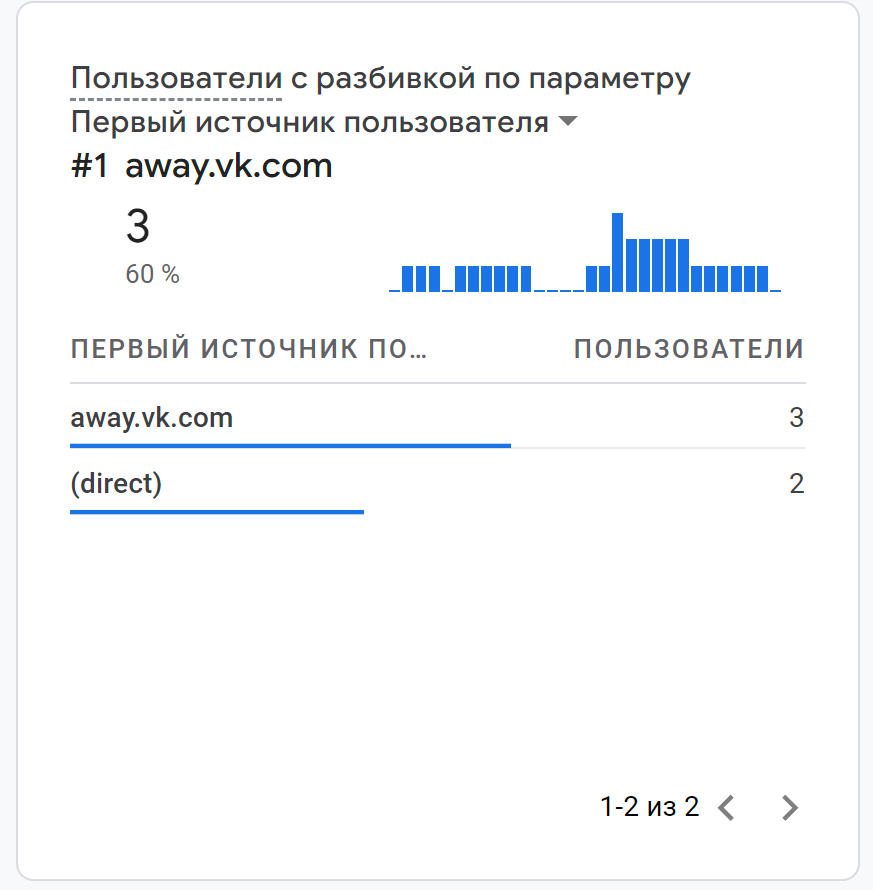 Пользователи с разбивкой по параметру
Первый источник пользователя
#1 away.vk.com
3
60 %
ПЕРВЫЙ ИСТОЧНИК ПО… ПОЛЬЗОВАТЕЛИ
away.vk.com 3
(direct) 2
1-2 из 2